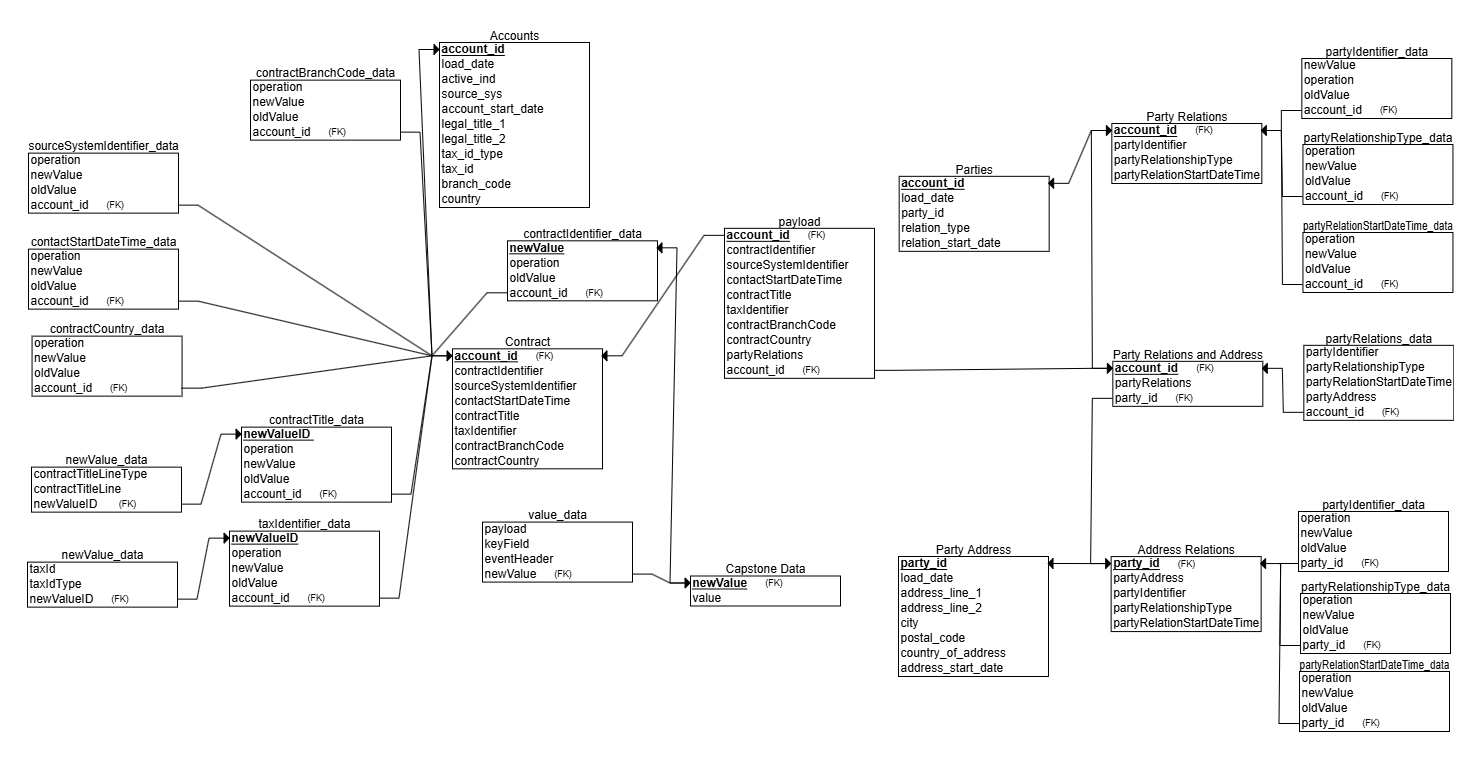 Accounts
account_id
load_date
active_ind
source_sys
account_start_date
legal_title_1
legal_title_2
tax_id_type
tax_id
branch_code
country
contractBranchCode_data
operation
newValue
oldValue
account_id (FK)
sourceSystemIdentifier_data
operation
newValue
oldValue
account_id (FK)
contactStartDateTime_data
operation
newValue
oldValue
account_id (FK)
contractCountry_data
operation
newValue
oldValue
account_id (FK)
contractIdentifier_data
newValue
operation
oldValue
account_id (FK)
Contract
account_id (FK)
contractIdentifier
sourceSystemIdentifier
contactStartDateTime
contractTitle
taxIdentifier
contractBranchCode
contractCountry
contractTitle_data
newValueID
operation
newValue
oldValue
account_id (FK)
newValue_data
contractTitleLineType
contractTitleLine
newValueID (FK)
taxIdentifier_data
newValueID
operation
newValue
oldValue
account_id (FK)
newValue_data
taxId
taxIdType
newValueID (FK)
value_data
payload
keyField
eventHeader
newValue (FK)
Capstone Data
newValue (FK)
value
payload
account_id (FK)
contractIdentifier
sourceSystemIdentifier
contactStartDateTime
contractTitle
taxIdentifier
contractBranchCode
contractCountry
partyRelations
account_id (FK)
Parties
account_id
load_date
party_id
relation_type
relation_start_date
Party Relations
account_id (FK)
partyIdentifier
partyRelationshipType
partyRelationStartDateTime
partyIdentifier_data
newValue
operation
oldValue
account_id (FK)
partyRelationshipType_data
operation
newValue
oldValue
account_id (FK)
partyRelationStartDateTime_data
operation
newValue
oldValue
account_id (FK)
Party Relations and Address
account_id (FK)
partyRelations
party_id (FK)
partyRelations_data
partyIdentifier
partyRelationshipType
partyRelationStartDateTime
partyAddress
account_id (FK)
Party Address
party_id
load_date
address_line_1
address_line_2
city
postal_code
country_of_address
address_start_date
Address Relations
party_id (FK)
partyAddress
partyIdentifier
partyRelationshipType
partyRelationStartDateTime
partyIdentifier_data
operation
newValue
oldValue
party_id (FK)
partyRelationshipType_data
operation
newValue
oldValue
party_id (FK)
partyRelationStartDateTime_data
operation
newValue
oldValue
party_id (FK)